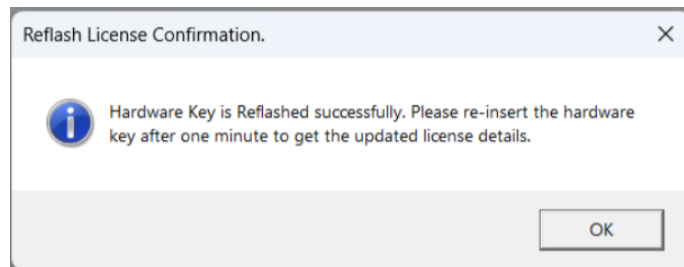 Reflash License Confirmation.
Hardware Key is Reflashed successfully. Please re-insert the hardware
key after one minute to get the updated license details.
OK